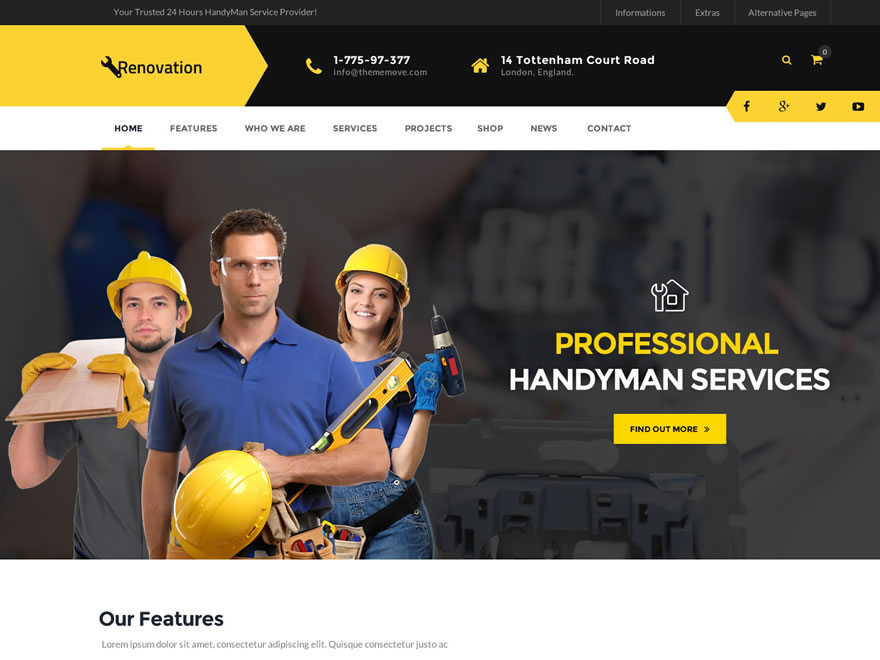 Your Trusted 24 Hours HandyMan Service Provider!
Informations
Extras
Alternative Pages
Renovation
1-775-97-377
info@thememove.com
14 Tottenham Court Road
London, England.
0
HOME
FEATURES
WHO WE ARE
SERVICES
PROJECTS
SHOP
NEWS
CONTACT
PROFESSIONAL
HANDYMAN SERVICES
FIND OUT MORE »
Our Features
Lorem ipsum dolor sit amet, consectetur adipiscing elit. Quisque consectetur justo ac